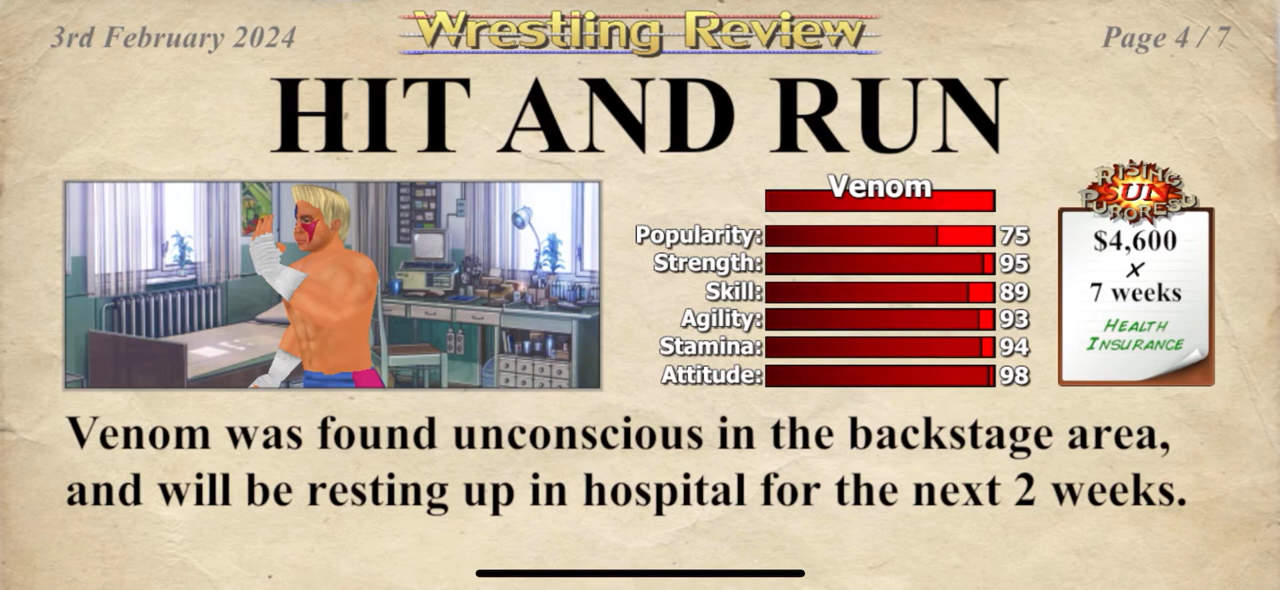 3rd February 2024
Wrestling Review
Page 4 / 7
HIT AND RUN
Venom
Popularity: 75
Strength: 95
Skill: 89
Agility: 93
Stamina: 94
Attitude: 98
RISING
SUN
PURORESU
$4,600
x
7 weeks
HEALTH
INSURANCE
Venom was found unconscious in the backstage area,
and will be resting up in hospital for the next 2 weeks.